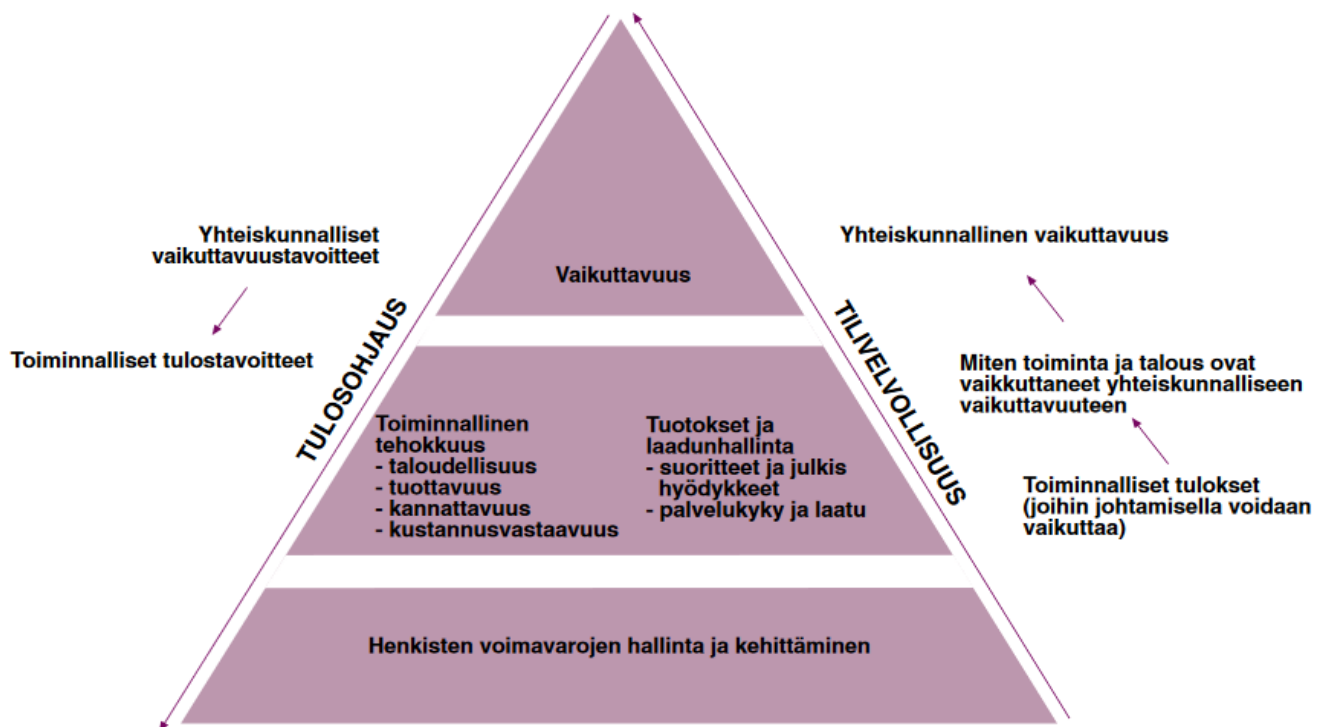 Yhteiskunnalliset
vaikuttavuustavoitteet
Toiminnalliset tulostavoitteet
TULOSOHJAUS
Vaikuttavuus
Toiminnallinen
tehokkuus
- taloudellisuus
- tuottavuus
- kannattavuus
- kustannusvastaavuus
Tuotokset ja
laadunhallinta
- suoritteet ja julkis
hyödykkeet
- palvelukyky ja laatu
Henkisten voimavarojen hallinta ja kehittäminen
TILIVELVOLLISUUS
Yhteiskunnallinen vaikuttavuus
Miten toiminta ja talous ovat
vaikkuttaneet yhteiskunnalliseen
vaikuttavuuteen
Toiminnalliset tulokset
(joihin johtamisella voidaan
vaikuttaa)